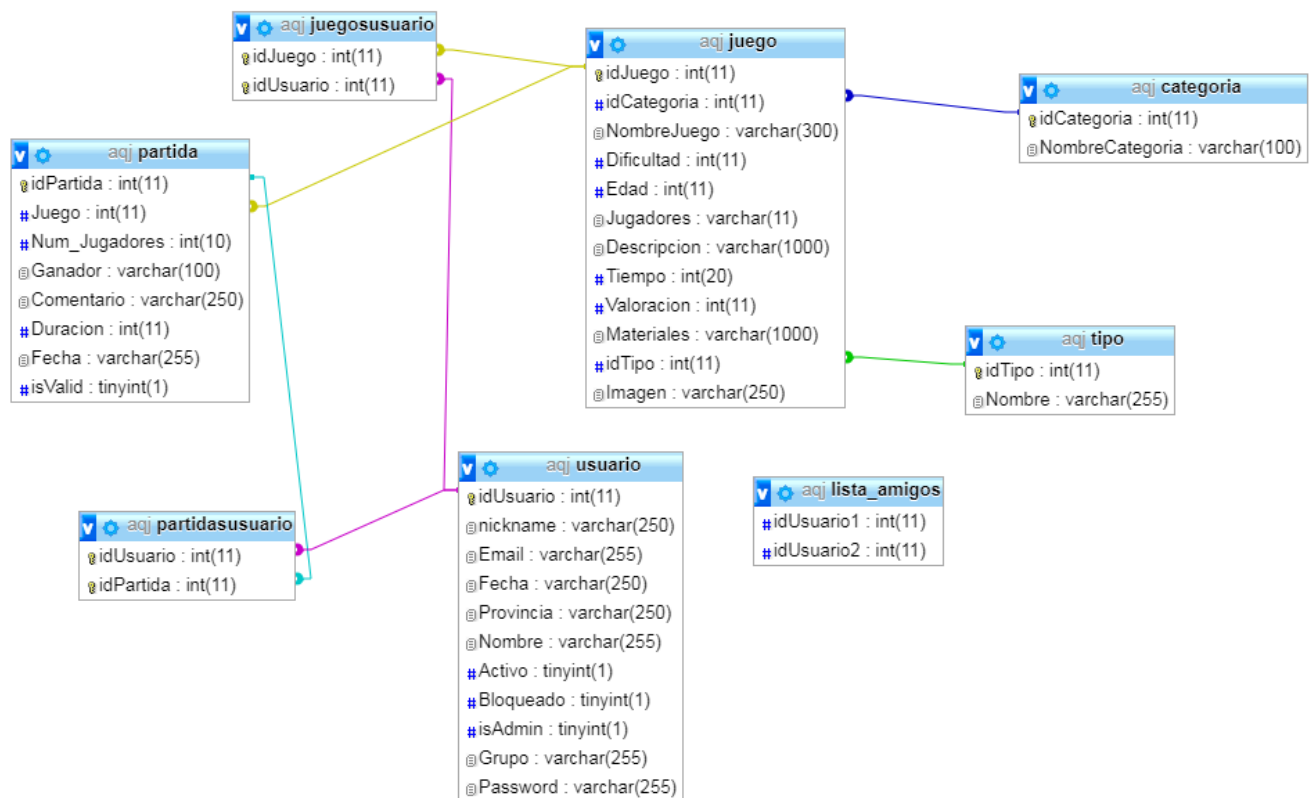 aqj juegosusuario
idJuego : int(11)
idUsuario : int(11)
aqj juego
idJuego : int(11)
idCategoria : int(11)
NombreJuego : varchar(300)
Dificultad : int(11)
Edad : int(11)
Jugadores : varchar(11)
Descripcion : varchar(1000)
Tiempo : int(20)
Valoracion : int(11)
Materiales : varchar(1000)
idTipo : int(11)
Imagen : varchar(250)
aqj categoria
idCategoria : int(11)
NombreCategoria : varchar(100)
aqj partida
idPartida : int(11)
Juego : int(11)
Num_Jugadores : int(10)
Ganador : varchar(100)
Comentario : varchar(250)
Duracion : int(11)
Fecha : varchar(255)
isValid : tinyint(1)
aqj tipo
idTipo : int(11)
Nombre : varchar(255)
aqj usuario
idUsuario : int(11)
nickname : varchar(250)
Email : varchar(255)
Fecha : varchar(250)
Provincia : varchar(250)
Nombre : varchar(255)
Activo : tinyint(1)
Bloqueado : tinyint(1)
isAdmin : tinyint(1)
Grupo : varchar(255)
Password : varchar(255)
aqj lista_amigos
idUsuario1 : int(11)
idUsuario2 : int(11)
aqj partidasusuario
idUsuario : int(11)
idPartida : int(11)